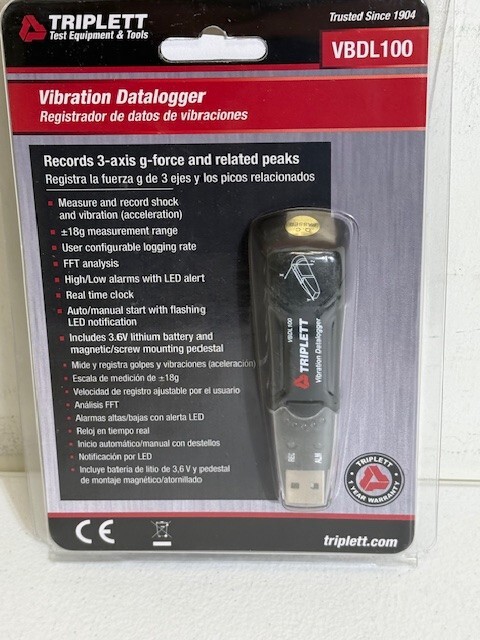 TRIPLETT
Test Equipment & Tools
Trusted Since 1904
VBDL100
Vibration Datalogger
Registrador de datos de vibraciones
Records 3-axis g-force and related peaks
Registra la fuerza g de 3 ejes y los picos relacionados
Measure and record shock
and vibration (acceleration)
±18g measurement range
User configurable logging rate
FFT analysis
High/Low alarms with LED alert
Real time clock
Auto/manual start with flashing
LED notification
Includes 3.6V lithium battery and
magnetic/screw mounting pedestal
Mide y registra golpes y vibraciones (aceleración)
Escala de medición de ±18g
Velocidad de registro ajustable por el usuario
Análisis FFT
Alarmas altas/bajas con alerta LED
Reloj en tiempo real
Inicio automático/manual con destellos
Notificación por LED
Incluye bateria de litio de 3,6 V y pedestal
de montaje magnético/atornillado
VBDL100
TRIPLETT
Vibration Datalogger
REC
ALM
TRIPLETT
1 YEAR WARRANTY
CE
triplett.com